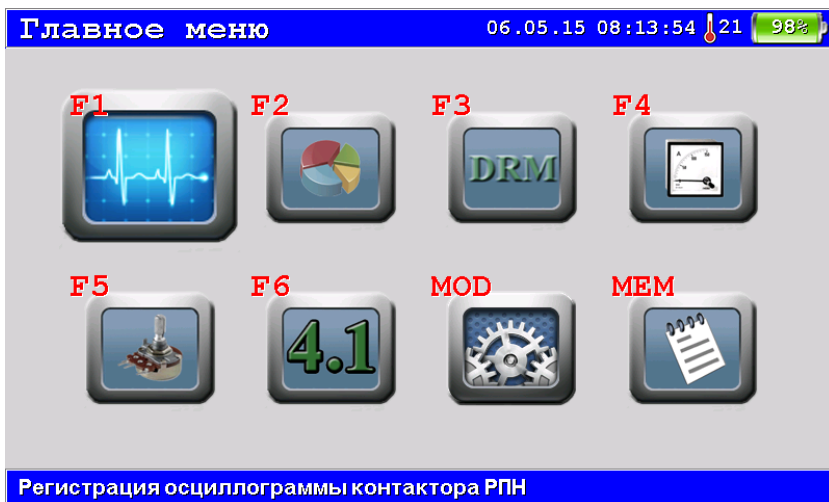 Главное меню 06.05.15 08:13:54 21 98%
F1 F2 F3 F4
DRM
F5 F6 MOD MEM
4.1
Регистрация осциллограммы контактора РПН